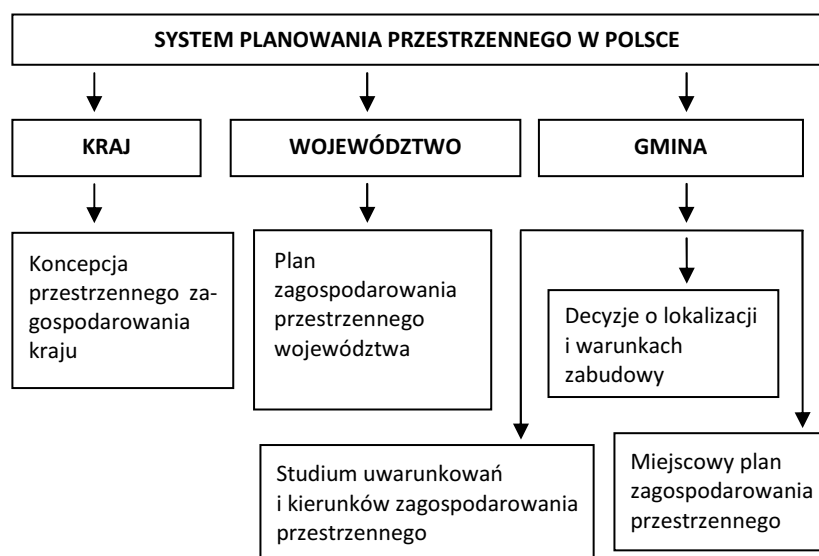 SYSTEM PLANOWANIA PRZESTRZENNEGO W POLSCE
KRAJ
WOJEWÓDZTWO
GMINA
Koncepcja
przestrzennego za-
gospodarowania
kraju
Plan
zagospodarowania
przestrzennego
województwa
Decyzje o lokalizacji
i warunkach
zabudowy
Studium uwarunkowań
i kierunków zagospodarowania
przestrzennego
Miejscowy plan
zagospodarowania
przestrzennego